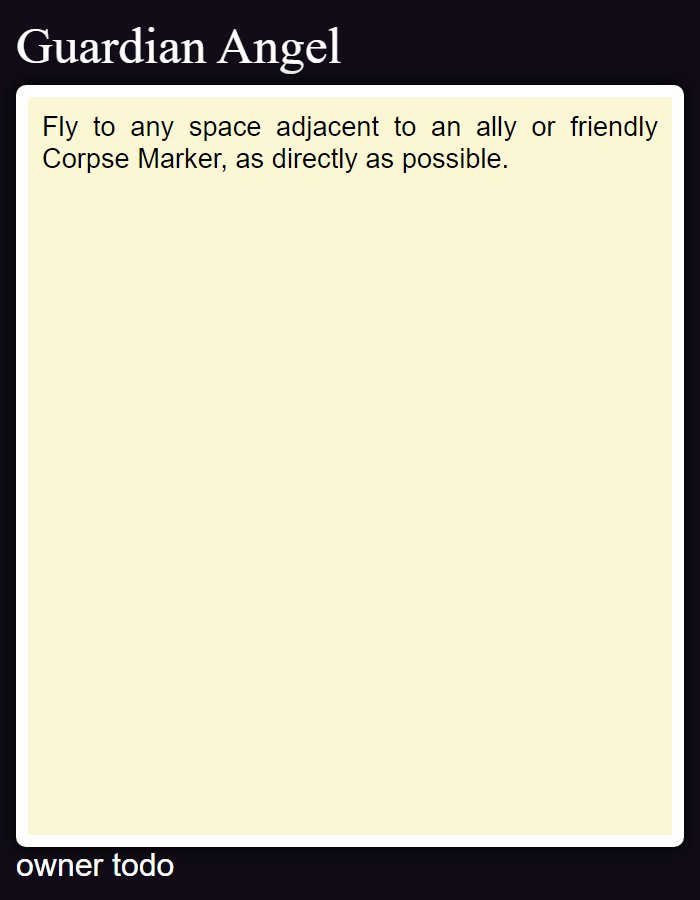 Guardian Angel
Fly to any space adjacent to an ally or friendly
Corpse Marker, as directly as possible.
owner todo